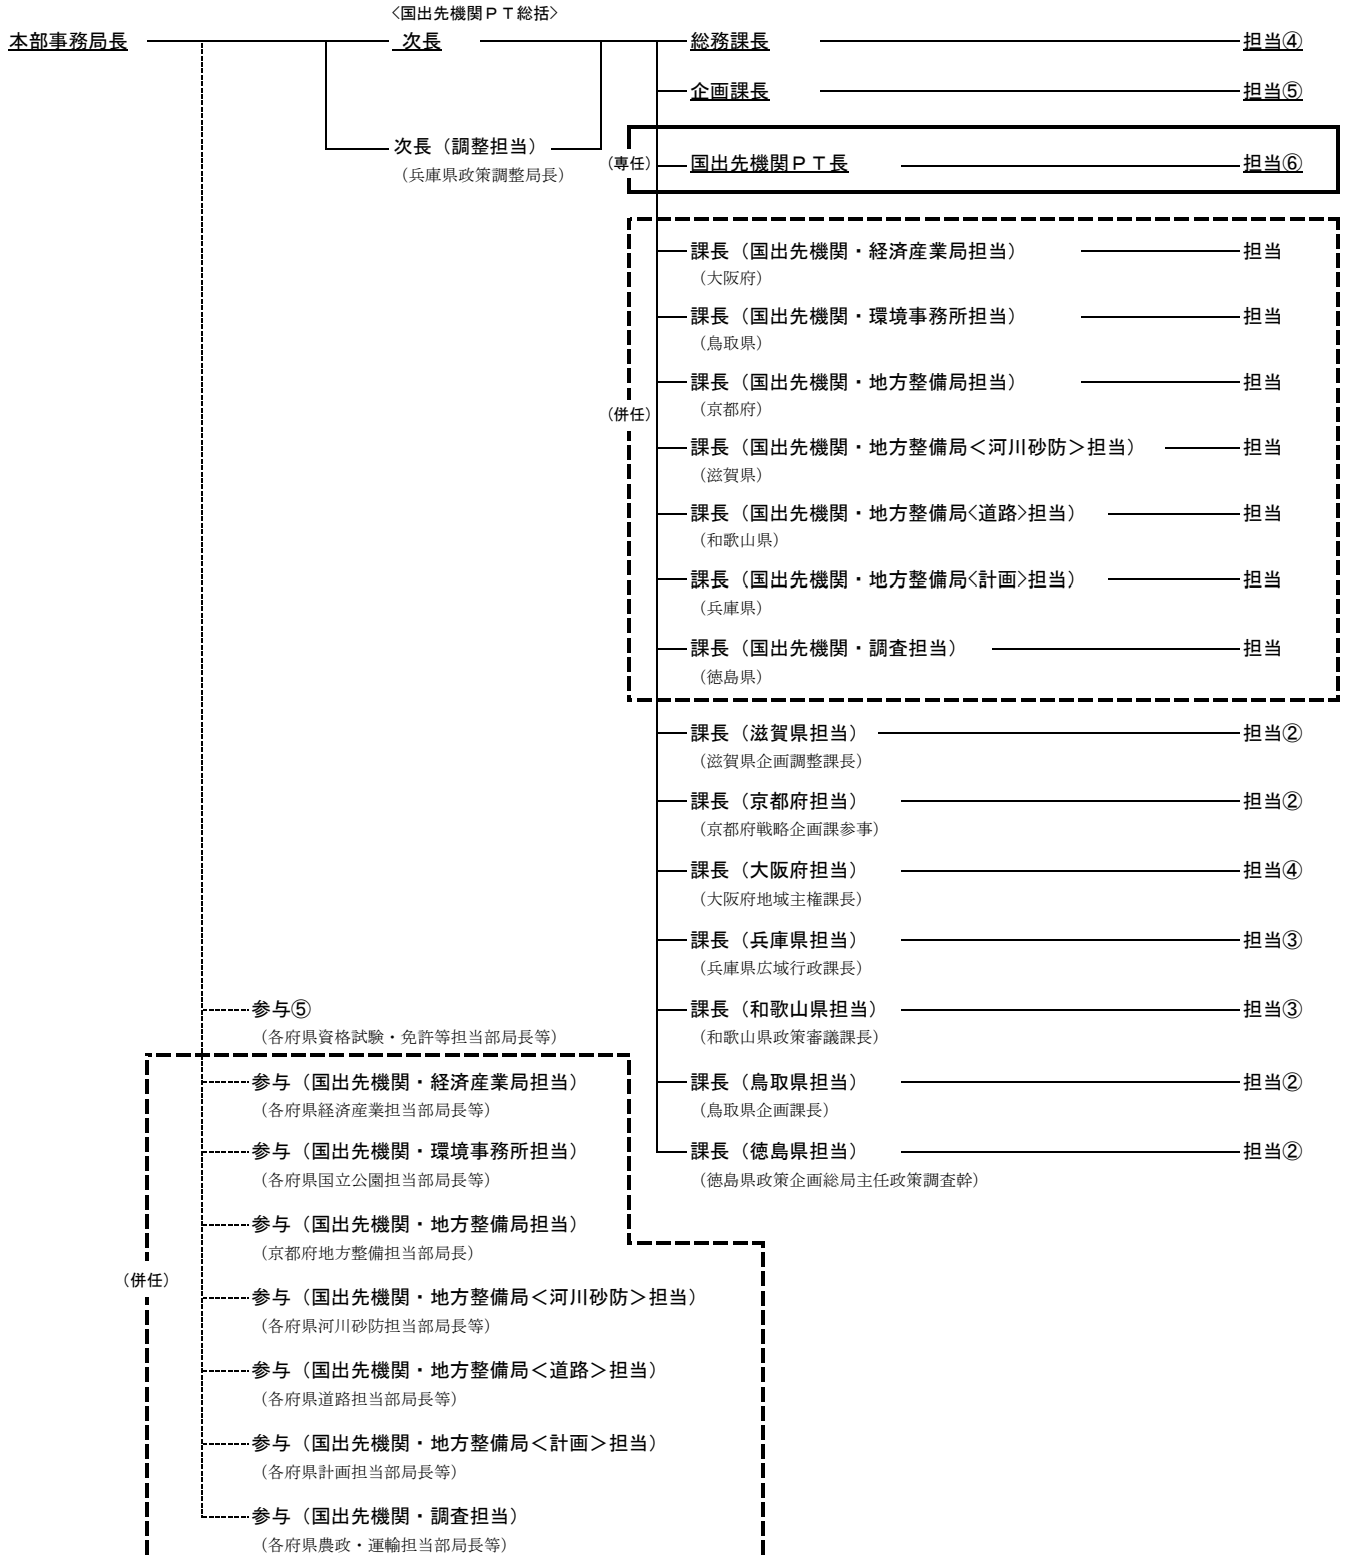 〈国出先機関ＰＴ総括〉
本部事務局長
次長
総務課長
担当④
企画課長
担当⑤
次長（調整担当）
（兵庫県政策調整局長）
（専任）
国出先機関ＰＴ長
担当⑥
課長（国出先機関・経済産業局担当）
担当
（大阪府）
課長（国出先機関・環境事務所担当）
担当
（鳥取県）
課長（国出先機関・地方整備局担当）
担当
（京都府）
（併任）
課長（国出先機関・地方整備局＜河川砂防＞担当）
担当
（滋賀県）
課長（国出先機関・地方整備局〈道路〉担当）
担当
（和歌山県）
課長（国出先機関・地方整備局〈計画〉担当）
担当
（兵庫県）
課長（国出先機関・調査担当）
担当
（徳島県）
課長（滋賀県担当）
担当②
（滋賀県企画調整課長）
課長（京都府担当）
担当②
（京都府戦略企画課参事）
課長（大阪府担当）
担当④
（大阪府地域主権課長）
課長（兵庫県担当）
担当③
（兵庫県広域行政課長）
課長（和歌山県担当）
担当③
（和歌山県政策審議課長）
課長（鳥取県担当）
担当②
（鳥取県企画課長）
課長（徳島県担当）
担当②
（徳島県政策企画総局主任政策調査幹）
参与⑤
（各府県資格試験・免許等担当部局長等）
参与（国出先機関・経済産業局担当）
（各府県経済産業担当部局長等）
参与（国出先機関・環境事務所担当）
（各府県国立公園担当部局長等）
参与（国出先機関・地方整備局担当）
（京都府地方整備担当部局長）
（併任）
参与（国出先機関・地方整備局＜河川砂防＞担当）
（各府県河川砂防担当部局長等）
参与（国出先機関・地方整備局＜道路＞担当）
（各府県道路担当部局長等）
参与（国出先機関・地方整備局＜計画＞担当）
（各府県計画担当部局長等）
参与（国出先機関・調査担当）
（各府県農政・運輸担当部局長等）